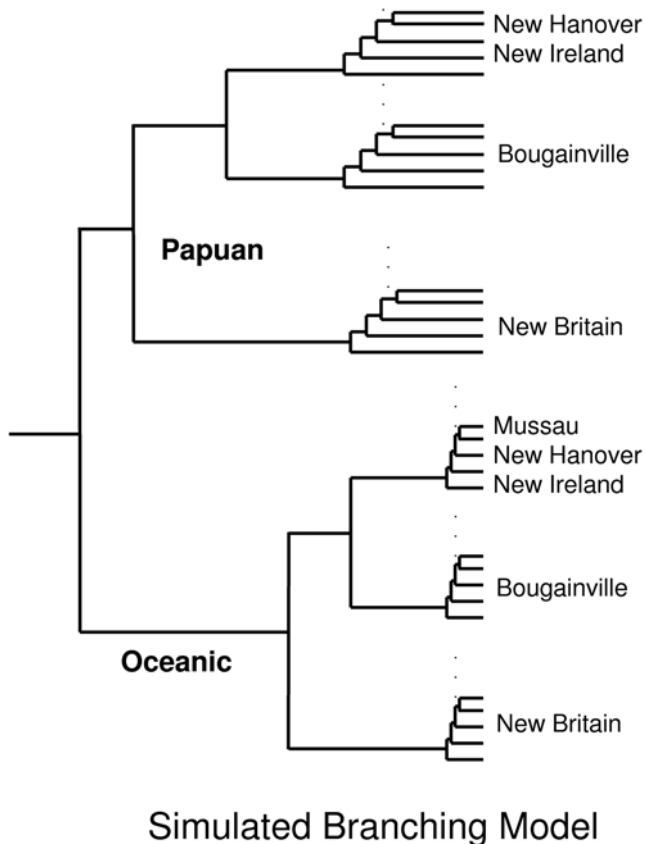 New Hanover
New Ireland
Bougainville
Papuan
New Britain
Mussau
New Hanover
New Ireland
Bougainville
Oceanic
New Britain
Simulated Branching Model